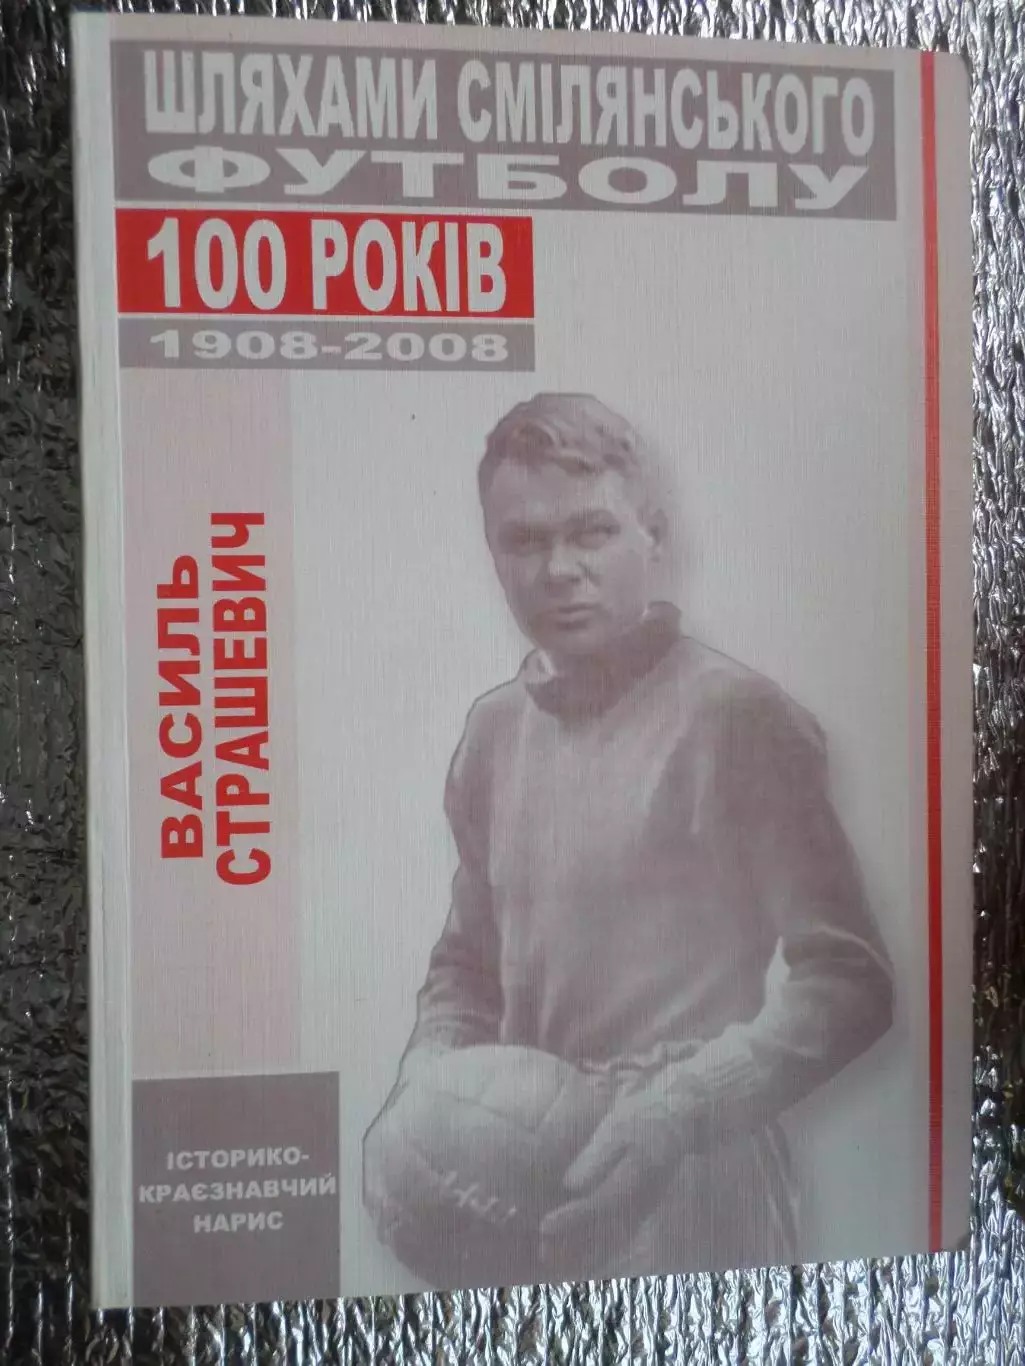 ШЛЯХАМИ СМІЛЯНСЬКОГО
ФУТБОЛУ
100 РОКІВ
1908-2008
ВАСИЛЬ
СТРАШЕВИЧ
ІСТОРИКО-
КРАЄЗНАВЧИЙ
НАРИС